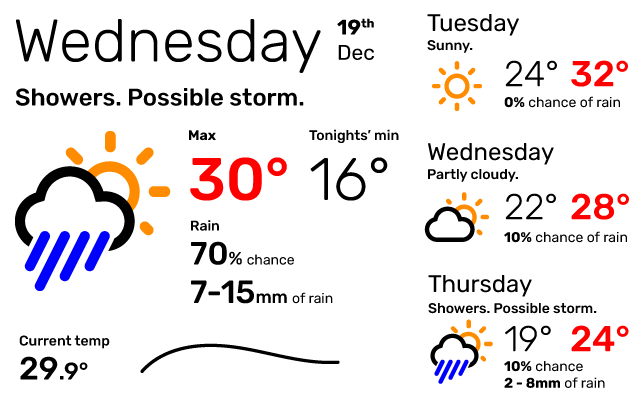 Wednesday
19th
Dec
Showers. Possible storm.
Max
Tonights’ min
30° 16°
Rain
70% chance
7-15mm of rain
Current temp
29.9°
Tuesday
Sunny.
24° 32°
0% chance of rain
Wednesday
Partly cloudy.
22° 28°
10% chance of rain
Thursday
Showers. Possible storm.
19° 24°
10% chance
2 - 8mm of rain